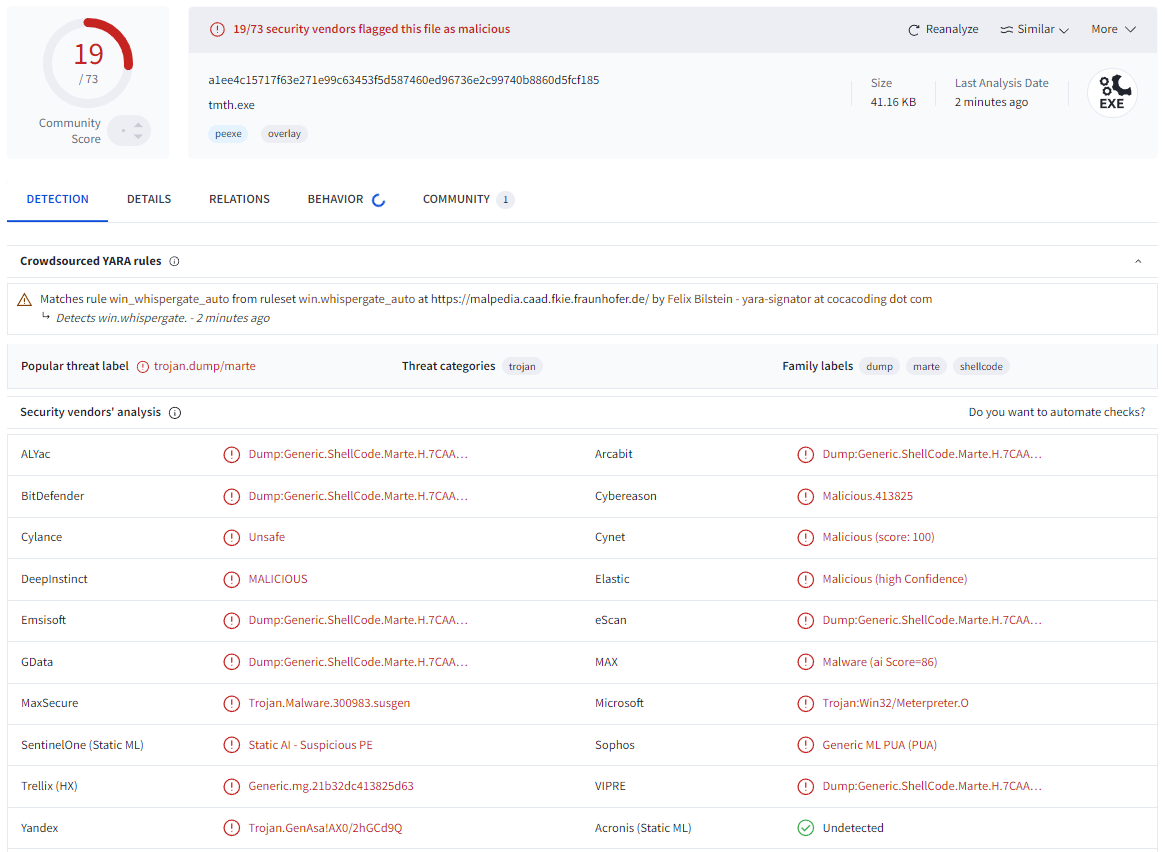 19
/ 73
Community
Score
19/73 security vendors flagged this file as malicious
Reanalyze
Similar
More
a1ee4c15717f63e271e99c63453f5d587460ed96736e2c99740b8860d5fcf185
tmth.exe
peexe
overlay
Size
41.16 KB
Last Analysis Date
2 minutes ago
EXE
DETECTION
DETAILS
RELATIONS
BEHAVIOR
COMMUNITY 1
Crowdsourced YARA rules
Matches rule win_whispergate_auto from ruleset win.whispergate_auto at https://malpedia.caad.fkie.fraunhofer.de/ by Felix Bilstein - yara-signator at cocacoding dot com
Detects win.whispergate. - 2 minutes ago
Popular threat label trojan.dump/marte
Threat categories trojan
Family labels dump marte shellcode
Security vendors' analysis
Do you want to automate checks?
ALYac Dump:Generic.ShellCode.Marte.H.7CAA… Arcabit Dump:Generic.ShellCode.Marte.H.7CAA…
BitDefender Dump:Generic.ShellCode.Marte.H.7CAA… Cybereason Malicious.413825
Cylance Unsafe Cynet Malicious (score: 100)
DeepInstinct MALICIOUS Elastic Malicious (high Confidence)
Emsisoft Dump:Generic.ShellCode.Marte.H.7CAA… eScan Dump:Generic.ShellCode.Marte.H.7CAA…
GData Dump:Generic.ShellCode.Marte.H.7CAA… MAX Malware (ai Score=86)
MaxSecure Trojan.Malware.300983.susgen Microsoft Trojan:Win32/Meterpreter.O
SentinelOne (Static ML) Static AI - Suspicious PE Sophos Generic ML PUA (PUA)
Trellix (HX) Generic.mg.21b32dc413825d63 VIPRE Dump:Generic.ShellCode.Marte.H.7CAA…
Yandex Trojan.GenAsa!AX0/2hGCd9Q Acronis (Static ML) Undetected